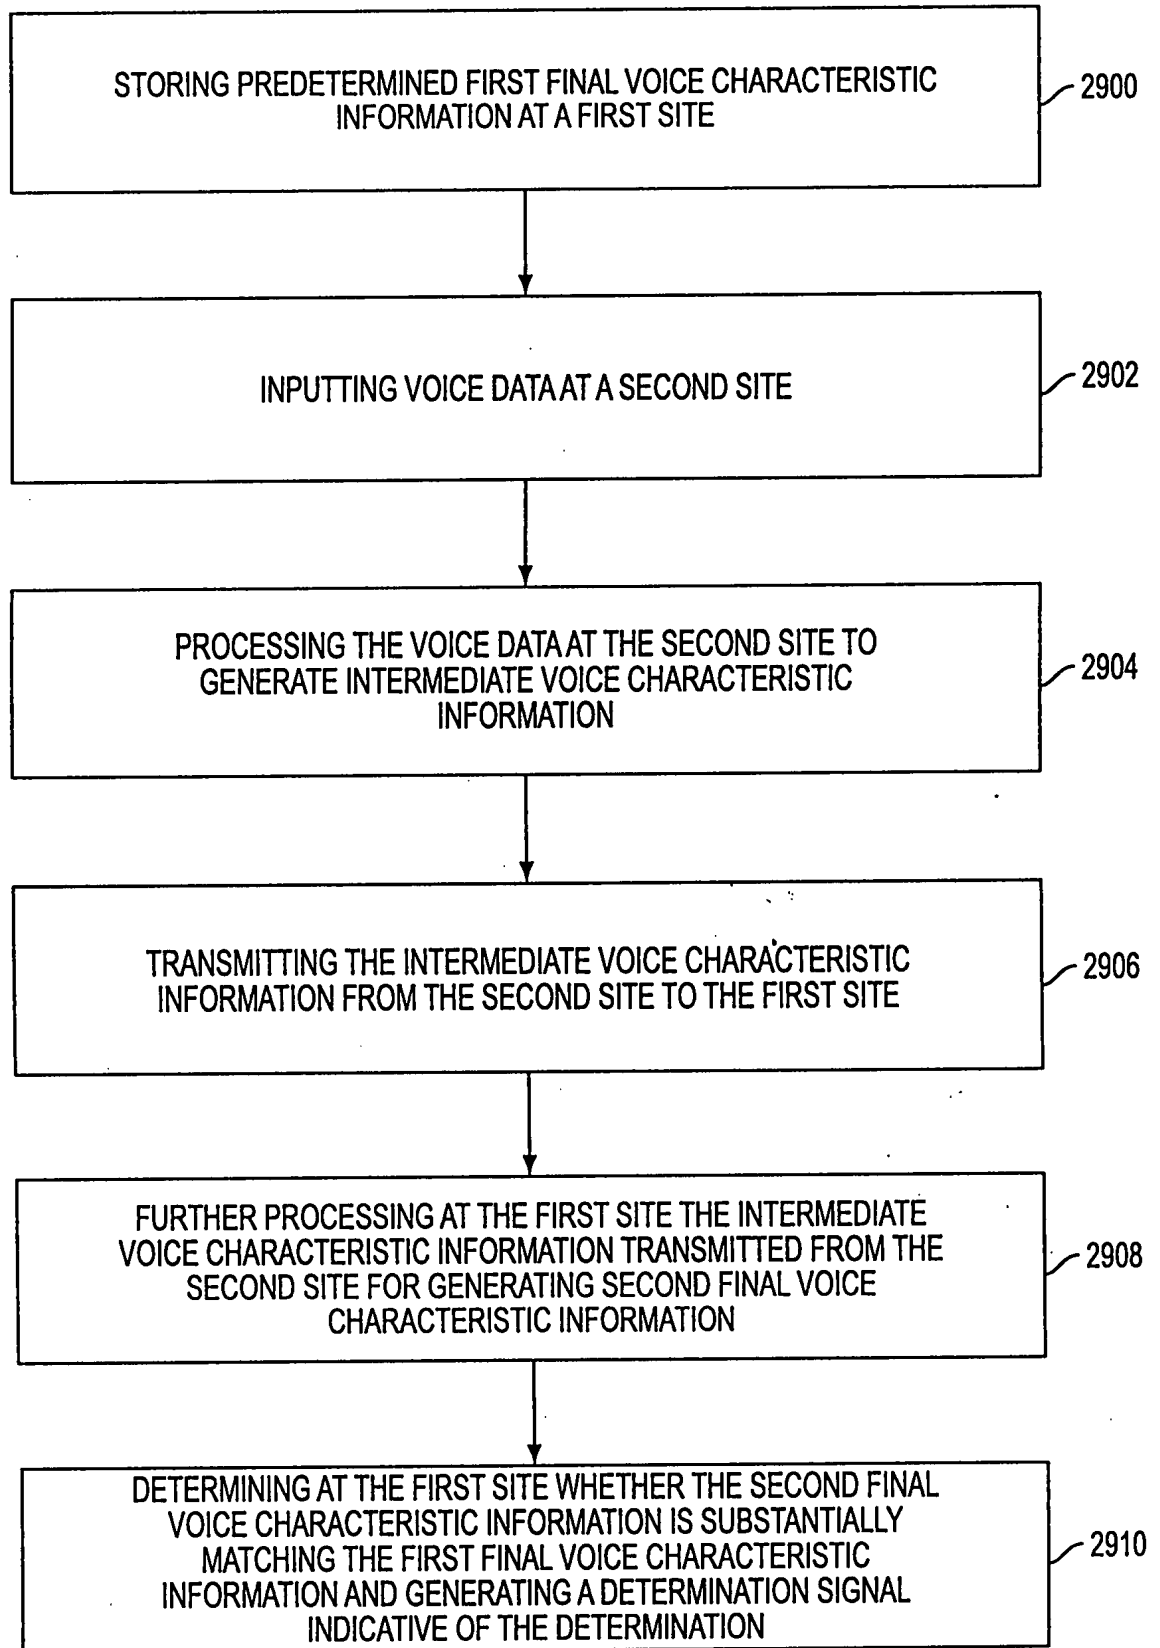 STORING PREDETERMINED FIRST FINAL VOICE CHARACTERISTIC
INFORMATION AT A FIRST SITE
2900
INPUTTING VOICE DATA AT A SECOND SITE
2902
PROCESSING THE VOICE DATA AT THE SECOND SITE TO
GENERATE INTERMEDIATE VOICE CHARACTERISTIC
INFORMATION
2904
TRANSMITTING THE INTERMEDIATE VOICE CHARACTERISTIC
INFORMATION FROM THE SECOND SITE TO THE FIRST SITE
2906
FURTHER PROCESSING AT THE FIRST SITE THE INTERMEDIATE
VOICE CHARACTERISTIC INFORMATION TRANSMITTED FROM THE
SECOND SITE FOR GENERATING SECOND FINAL VOICE
CHARACTERISTIC INFORMATION
2908
DETERMINING AT THE FIRST SITE WHETHER THE SECOND FINAL
VOICE CHARACTERISTIC INFORMATION IS SUBSTANTIALLY
MATCHING THE FIRST FINAL VOICE CHARACTERISTIC
INFORMATION AND GENERATING A DETERMINATION SIGNAL
INDICATIVE OF THE DETERMINATION
2910